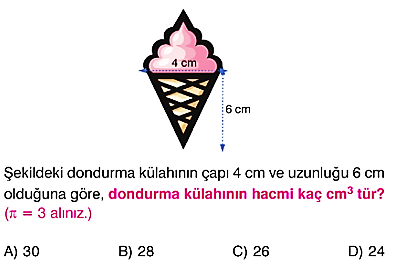 4 cm
6 cm
Şekildeki dondurma külahının çapı 4 cm ve uzunluğu 6 cm
olduğuna göre, dondurma külahının hacmi kaç cm³ tür?
(π = 3 alınız.)
A) 30 B) 28 C) 26 D) 24